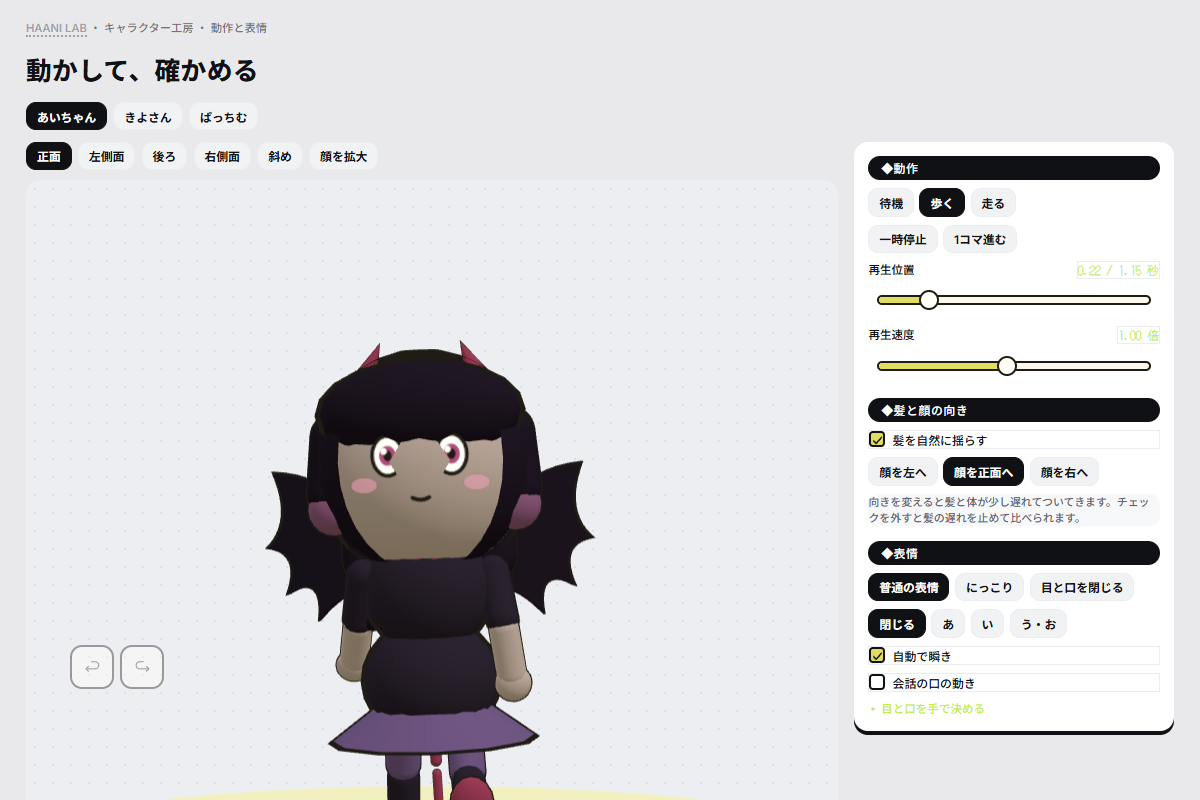 HAANI LAB ・ キャラクター工房 ・ 動作と表情
動かして、確かめる
あいちゃん きよさん ぱっちむ
正面 左側面 後ろ 右側面 斜め 顔を拡大
◆動作
待機 歩く 走る
一時停止 1コマ進む
再生位置 0.22 / 1.15 秒
再生速度 1.00 倍
◆髪と顔の向き
髪を自然に揺らす
顔を左へ 顔を正面へ 顔を右へ
向きを変えると髪と体が少し遅れてついてきます。チェッ
クを外すと髪の遅れを止めて比べられます。
◆表情
普通の表情 にっこり 目と口を閉じる
閉じる あ い う・お
自動で瞬き
会話の口の動き
・ 目と口を手で決める